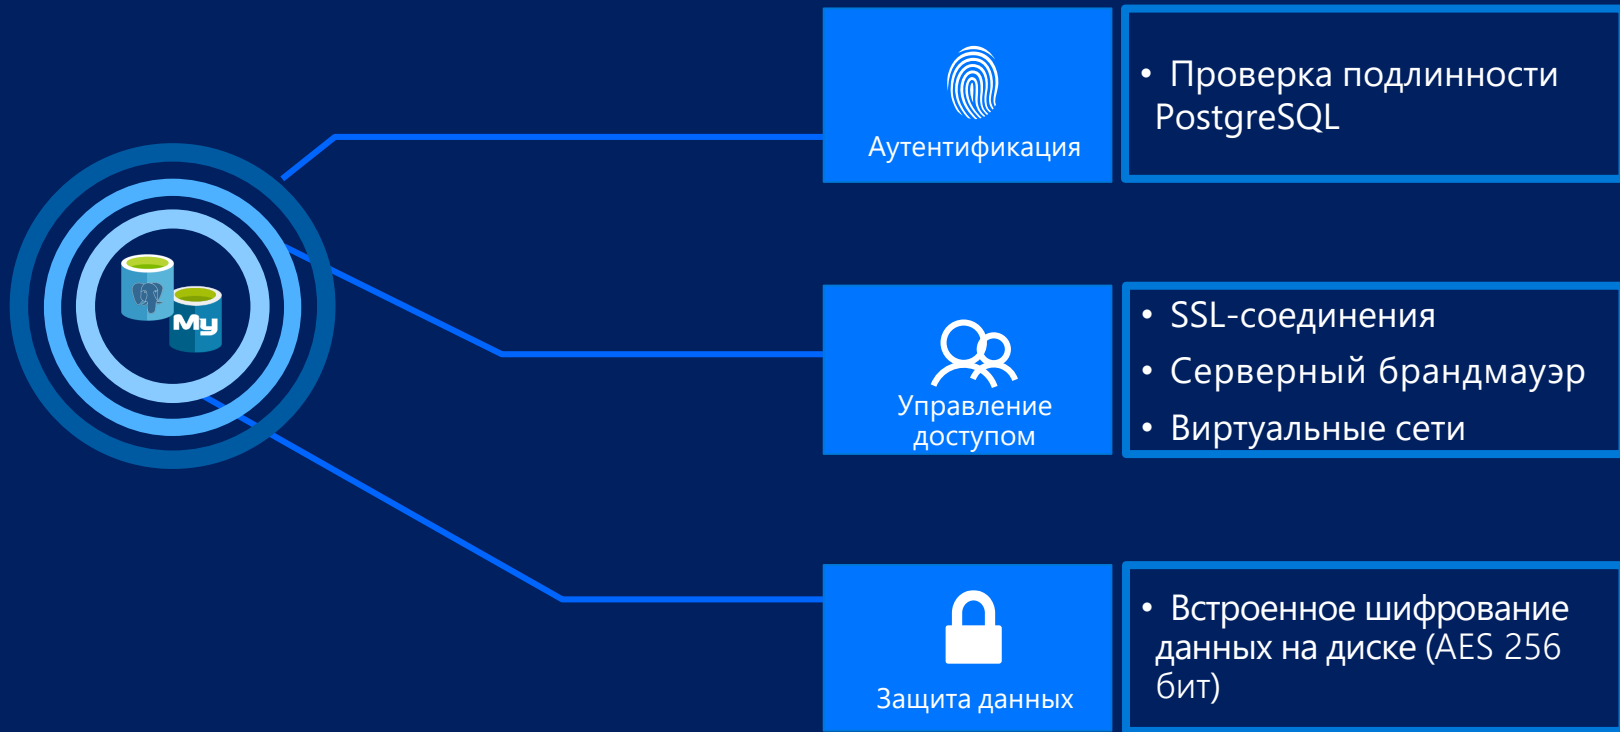 Аутентификация
• Проверка подлинности
PostgreSQL
My
Управление
доступом
• SSL-соединения
• Серверный брандмауэр
• Виртуальные сети
Защита данных
• Встроенное шифрование
данных на диске (AES 256
бит)